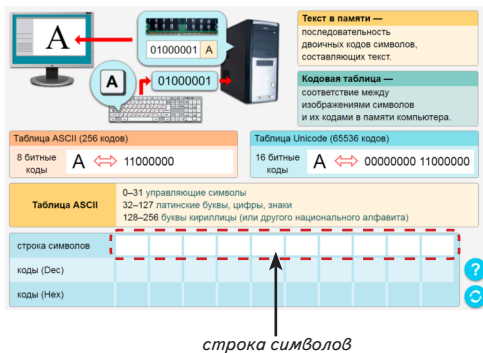 A
01000001 A
A
01000001
Текст в памяти —
последовательность
двоичных кодов символов,
составляющих текст.
Кодовая таблица —
соответствие между
изображениями символов
и их кодами в памяти компьютера.
Таблица ASCII (256 кодов)
8 битные
коды
А ⇔ 11000000
Таблица Unicode (65536 кодов)
16 битные
коды
А ⇔ 00000000 11000000
Таблица ASCII
0–31 управляющие символы
32–127 латинские буквы, цифры, знаки
128–256 буквы кириллицы (или другого национального алфавита)
строка символов
коды (Dec)
коды (Hex)
?
строка символов